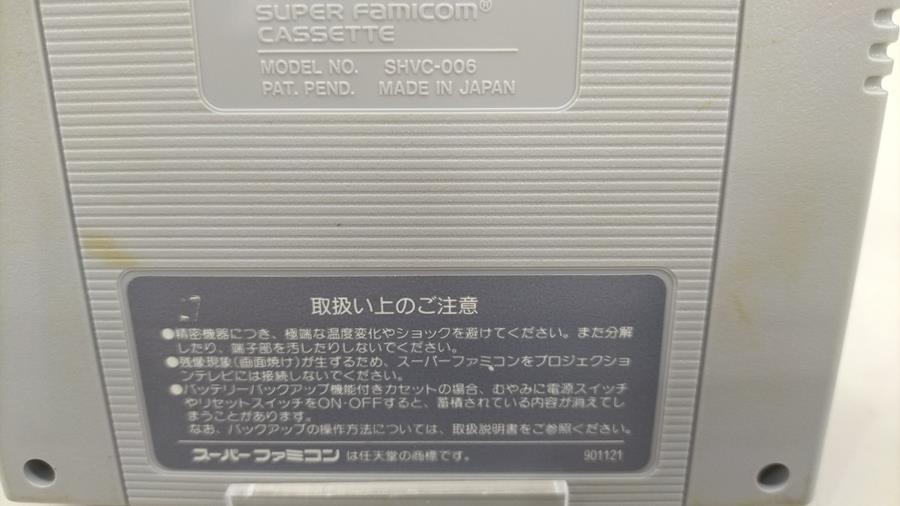 SUPER FAMICOM®
CASSETTE
MODEL NO. SHVC-006
PAT. PEND. MADE IN JAPAN
取扱い上のご注意
●精密機器につき、極端な温度変化やショックを避けてください。また分解
したり、端子部を汚したりしないでください。
●残像現象(画面焼け)が生ずるため、スーパーファミコンをプロジェクショ
ンテレビには接続しないでください。
●バッテリーバックアップ機能付きカセットの場合、むやみに電源スイッチ
やリセットスイッチをON・OFFすると、蓄積されている内容が消えてし
まうことがあります。
なお、バックアップの操作方法については、取扱説明書をご参照ください。
スーパーファミコンは任天堂の商標です。 901121